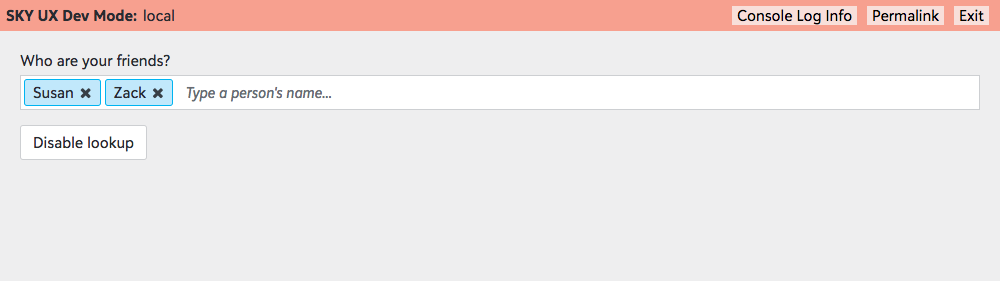 SKY UX Dev Mode: local Console Log Info Permalink Exit
Who are your friends?
Susan ✖ Zack ✖ Type a person's name...
Disable lookup